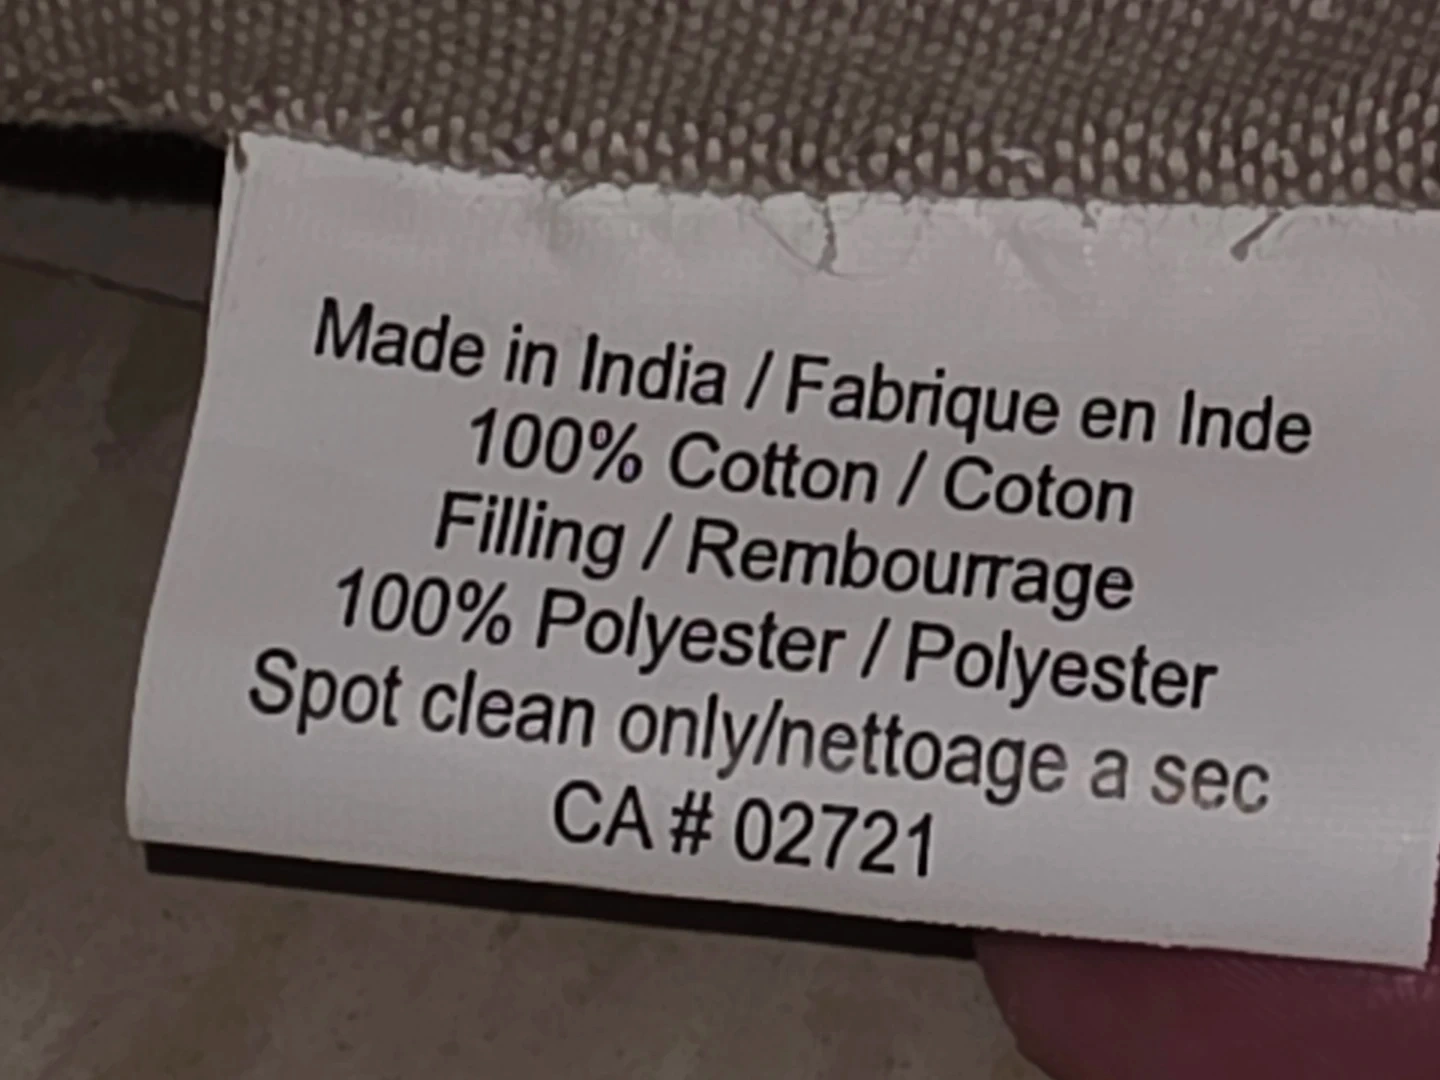 Made in India / Fabrique en Inde
100% Cotton / Coton
Filling / Rembourrage
100% Polyester / Polyester
Spot clean only/nettoage a sec
CA # 02721